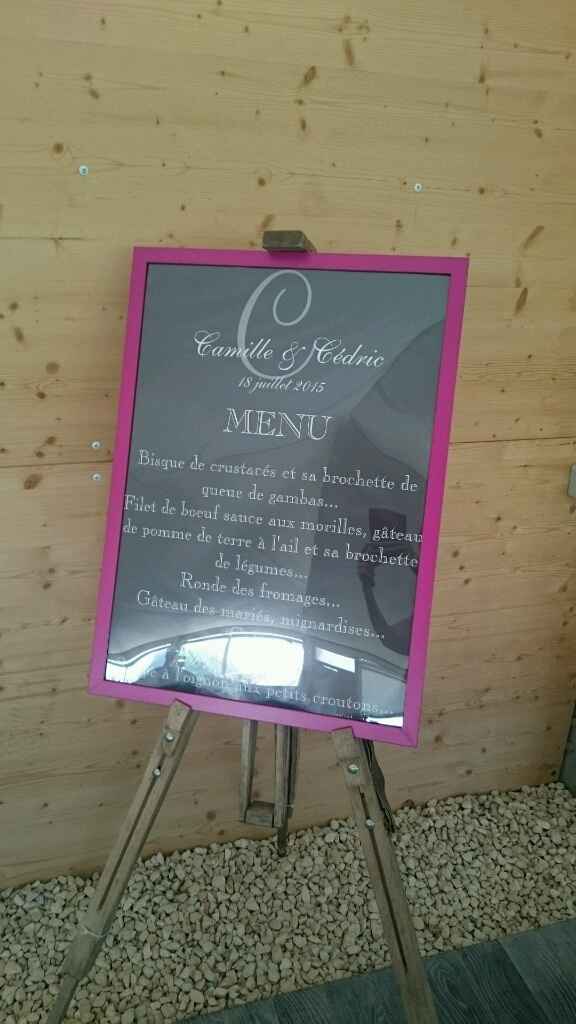 C
Camille & Cédric
18 juillet 2015
MENU
Bisque de crustacés et sa brochette de
queue de gambas...
Filet de boeuf sauce aux morilles, gâteau
de pomme de terre à l'ail et sa brochette
de légumes...
Ronde des fromages...
Gâteau des mariés, mignardises...
à l'oignon aux petits croutons...